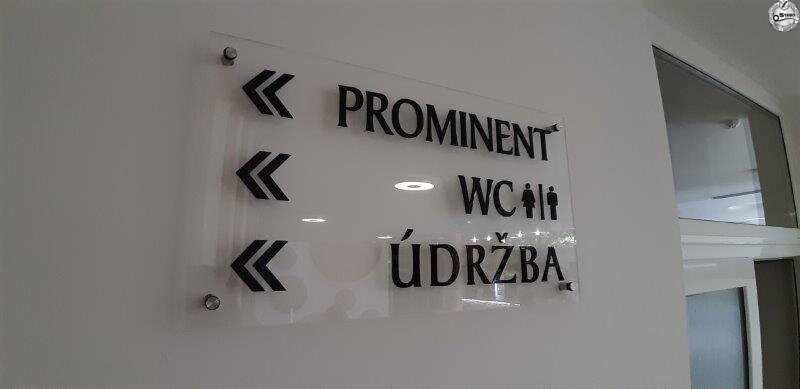 PROMINENT
WC
ÚDRŽBA